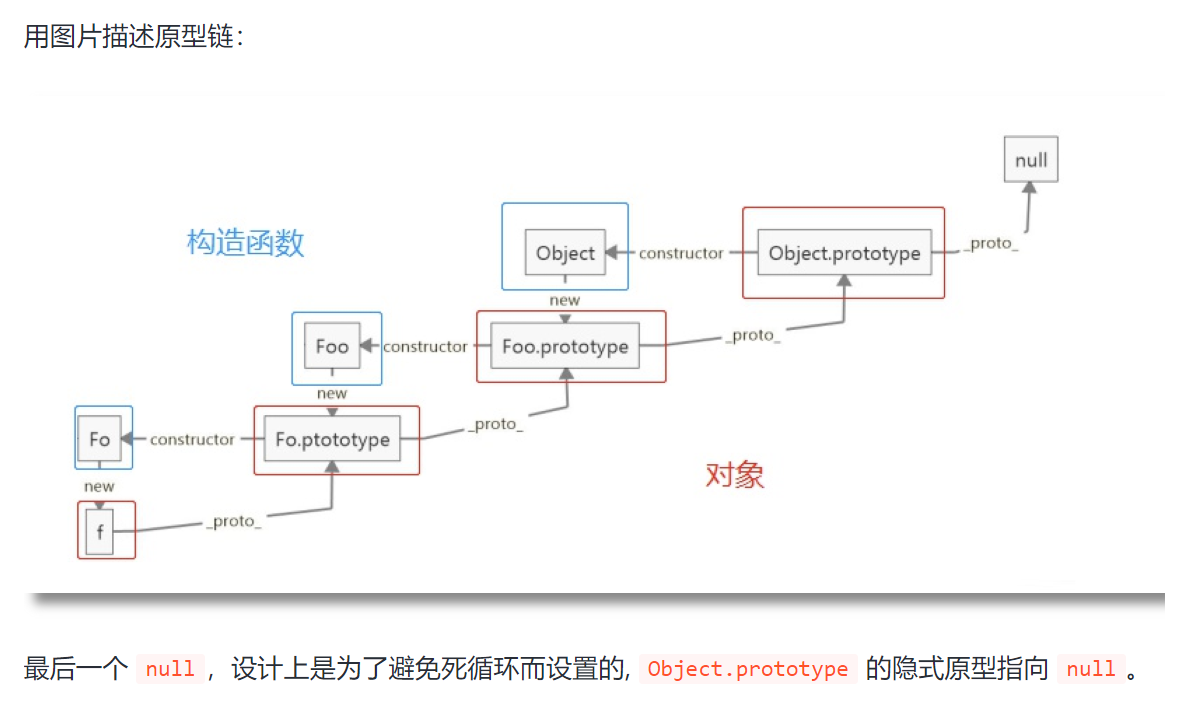 用图片描述原型链：
null
构造函数
Object
constructor
Object.prototype
_proto_
new
Foo
constructor
Foo.prototype
_proto_
new
Fo
constructor
Fo.ptototype
_proto_
对象
new
f
_proto_
最后一个 null，设计上是为了避免死循环而设置的, Object.prototype 的隐式原型指向 null 。